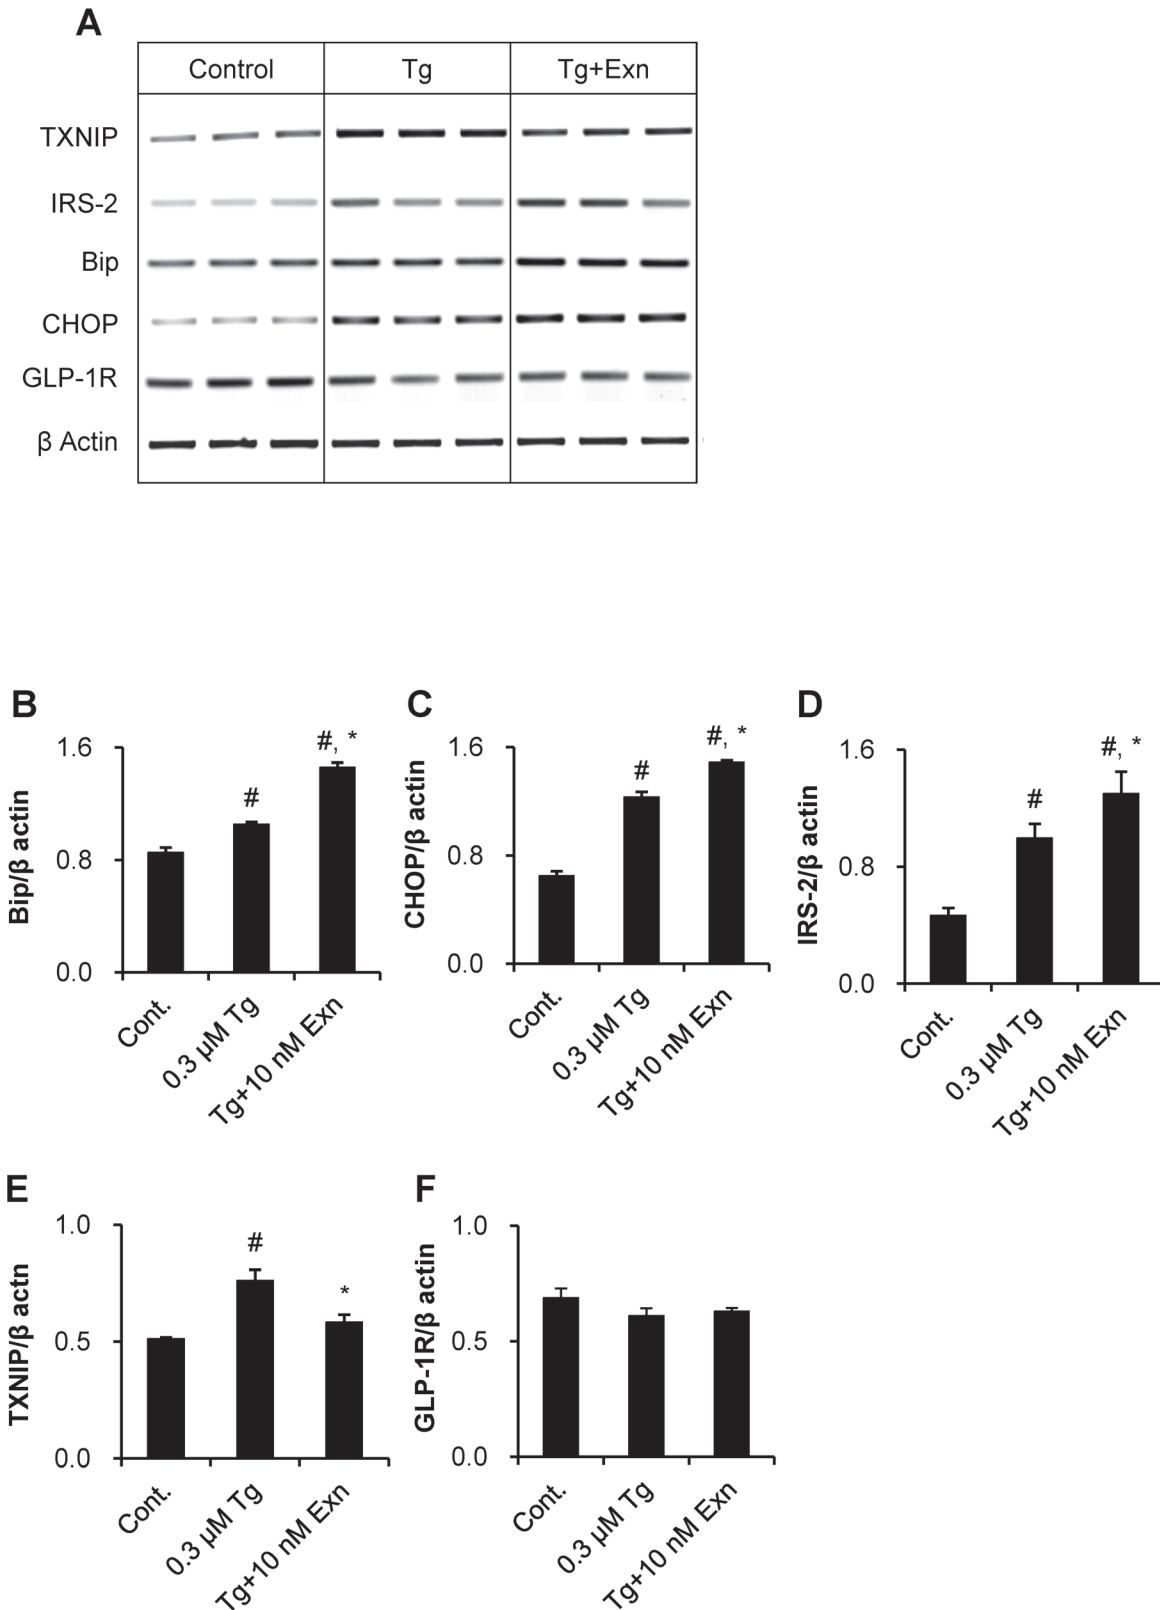 A
Control Tg Tg+Exn
TXNIP
IRS-2
Bip
CHOP
GLP-1R
β Actin
B
Bip/β actin
1.6
0.8
0.0
#
#, *
Cont.
0.3 μM Tg
Tg+10 nM Exn
C
CHOP/β actin
1.6
0.8
0.0
#
#, *
Cont.
0.3 μM Tg
Tg+10 nM Exn
D
IRS-2/β actin
1.6
0.8
0.0
#
#, *
Cont.
0.3 μM Tg
Tg+10 nM Exn
E
TXNIP/β actn
1.0
0.5
0.0
#
*
Cont.
0.3 μM Tg
Tg+10 nM Exn
F
GLP-1R/β actin
1.0
0.5
0.0
Cont.
0.3 μM Tg
Tg+10 nM Exn